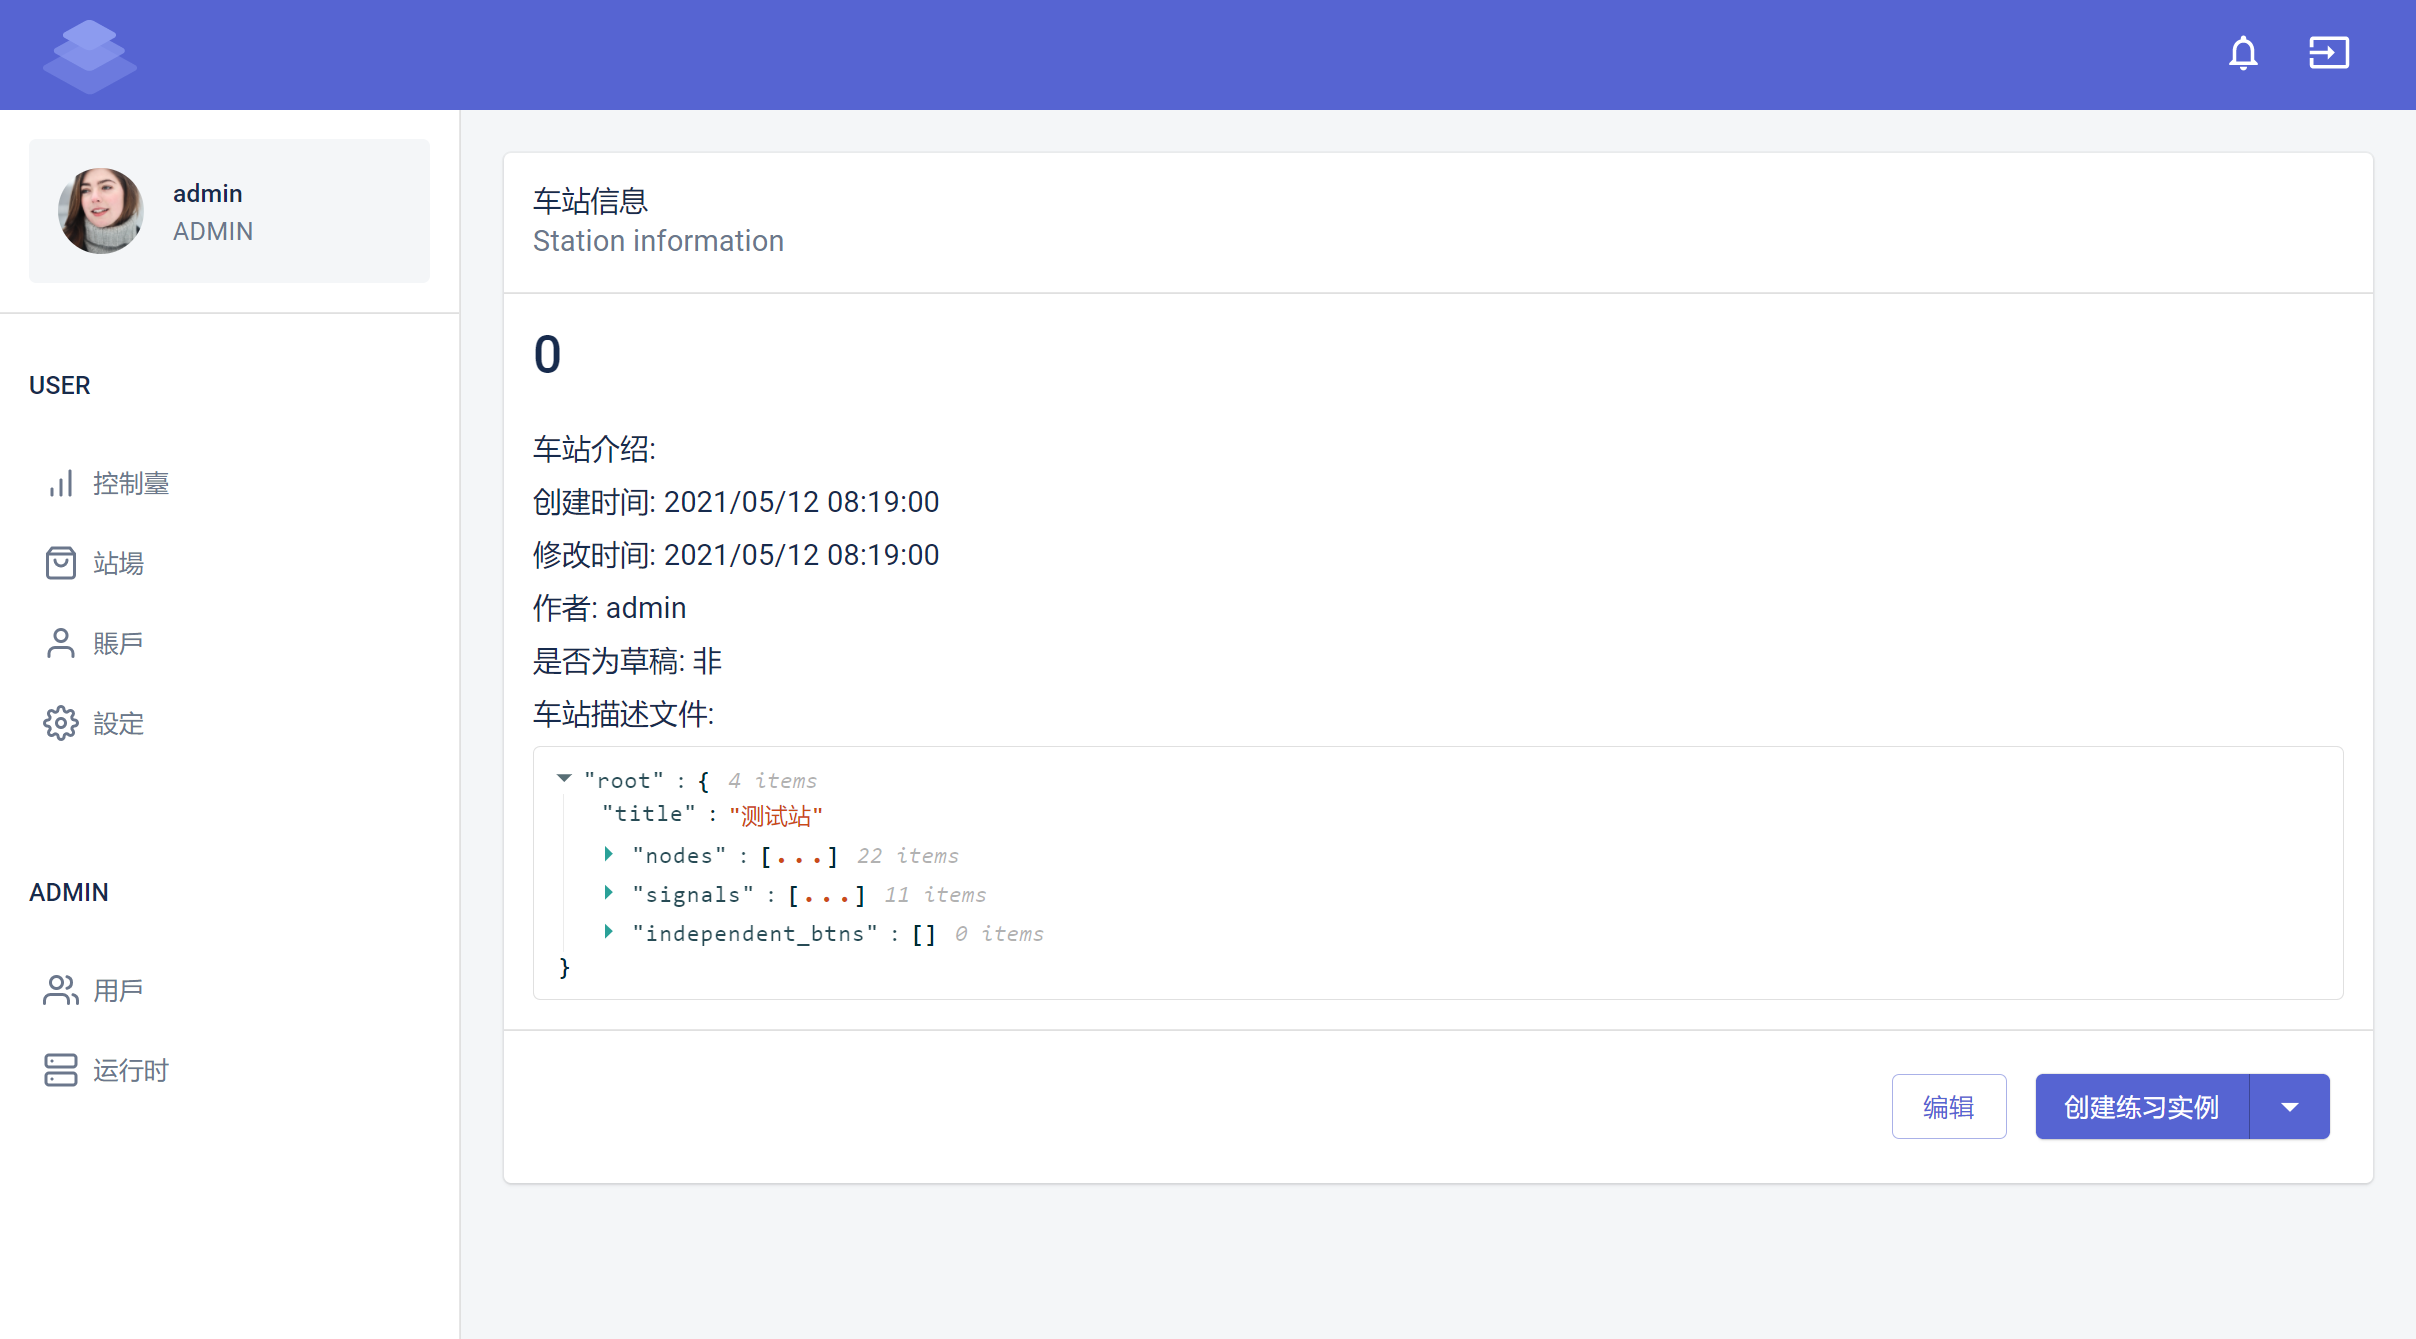 admin
ADMIN
USER
控制臺
站場
賬戶
設定
ADMIN
用戶
运行时
车站信息
Station information
0
车站介绍:
创建时间: 2021/05/12 08:19:00
修改时间: 2021/05/12 08:19:00
作者: admin
是否为草稿: 非
车站描述文件:
"root" : { 4 items
"title" : "测试站"
"nodes" : [...] 22 items
"signals" : [...] 11 items
"independent_btns" : [] 0 items
}
编辑
创建练习实例